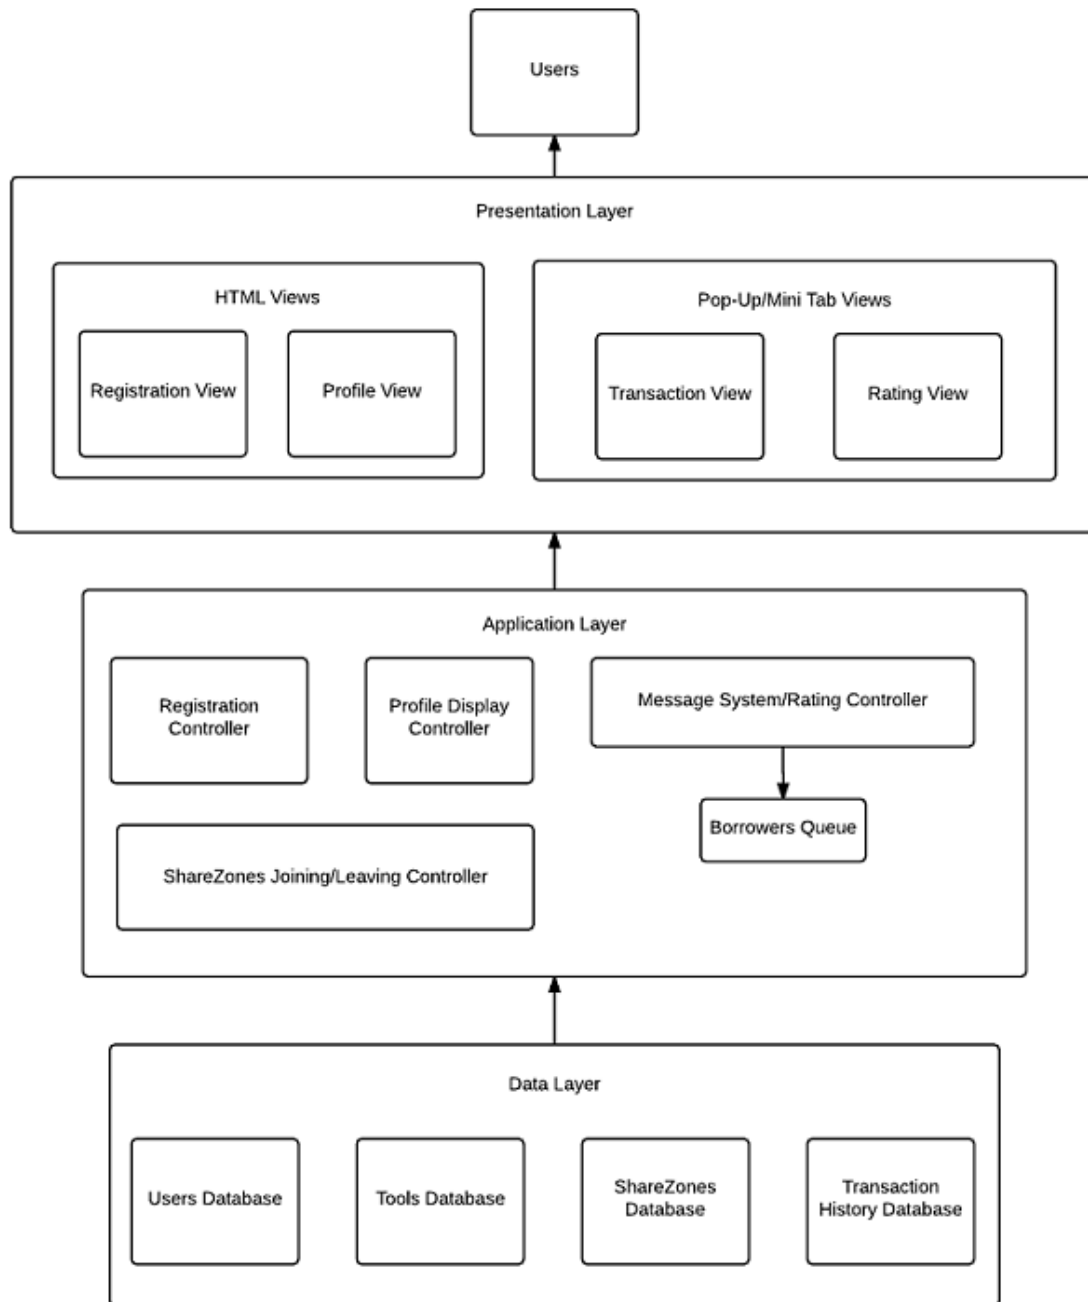 Users
Presentation Layer
HTML Views
Registration View
Profile View
Pop-Up/Mini Tab Views
Transaction View
Rating View
Application Layer
Registration
Controller
Profile Display
Controller
Message System/Rating Controller
Borrowers Queue
ShareZones Joining/Leaving Controller
Data Layer
Users Database
Tools Database
ShareZones
Database
Transaction
History Database